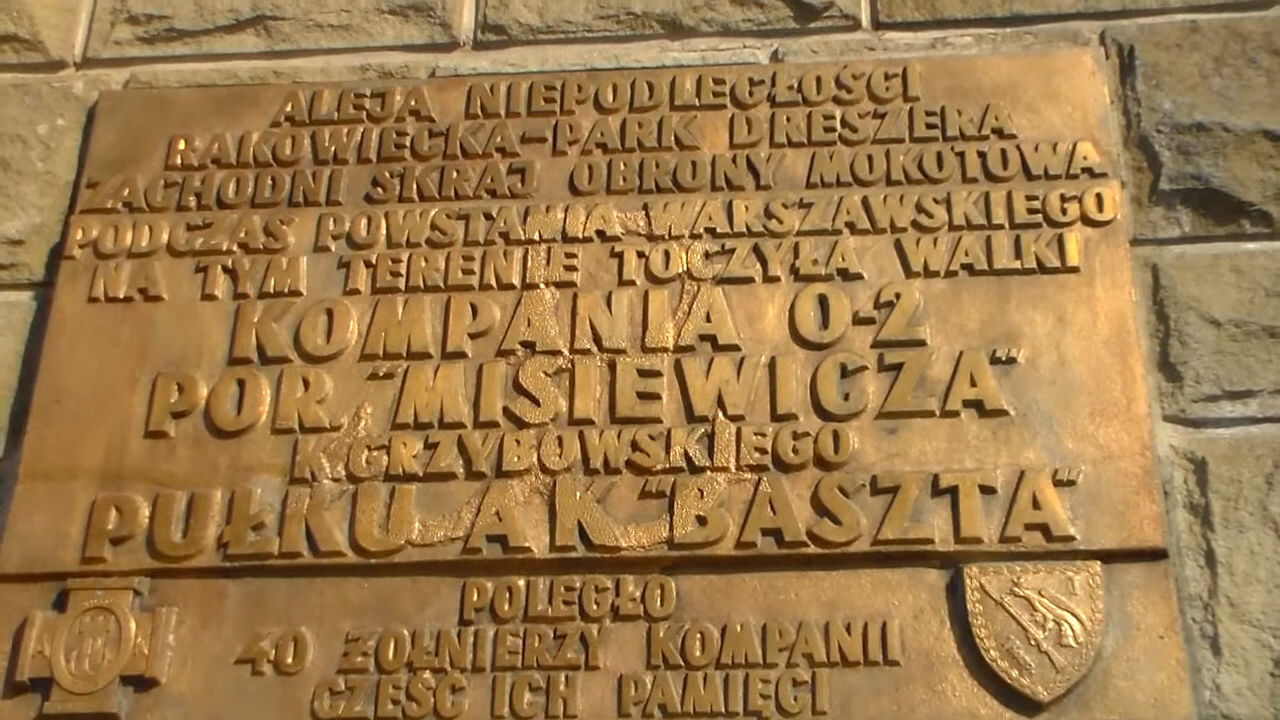 ALEJA NIEPODLEGŁOŚCI
RAKOWIECKA-PARK DRESZERA
ZACHODNI SKRAJ OBRONY MOKOTOWA
PODCZAS POWSTANIA WARSZAWSKIEGO
NA TYM TERENIE TOCZYŁA WALKI
KOMPANIA O-2
POR "MISIEWICZA"
K.GRZYBOWSKIEGO
PUŁKU AK "BASZTA"
POLEGŁO
40 ŻOŁNIERZY KOMPANII
CZEŚĆ ICH PAMIĘCI